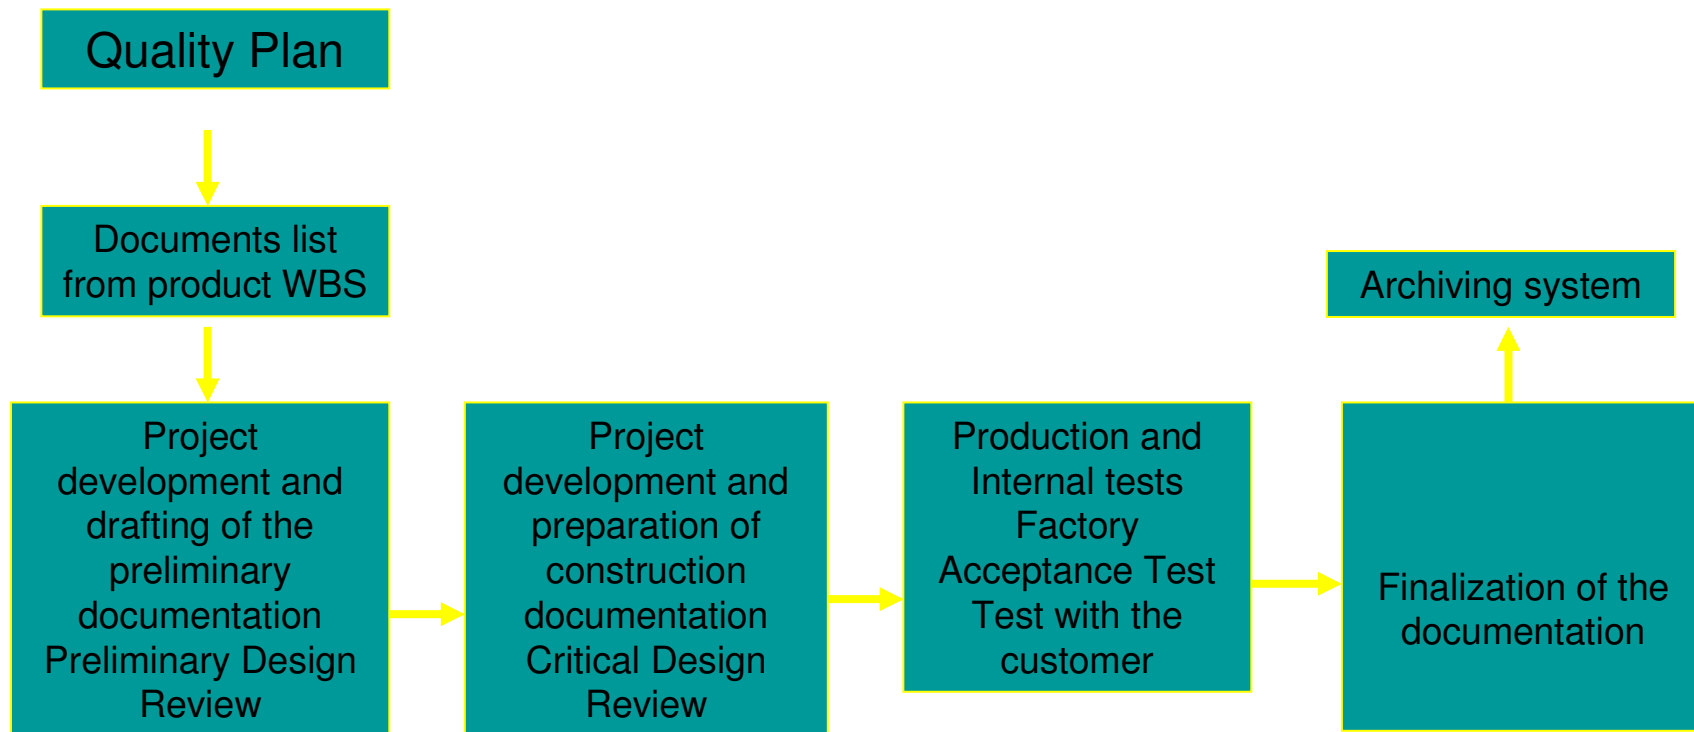 Quality Plan
Documents list
from product WBS
Archiving system
Project
development and
drafting of the
preliminary
documentation
Preliminary Design
Review
Project
development and
preparation of
construction
documentation
Critical Design
Review
Production and
Internal tests
Factory
Acceptance Test
Test with the
customer
Finalization of the
documentation